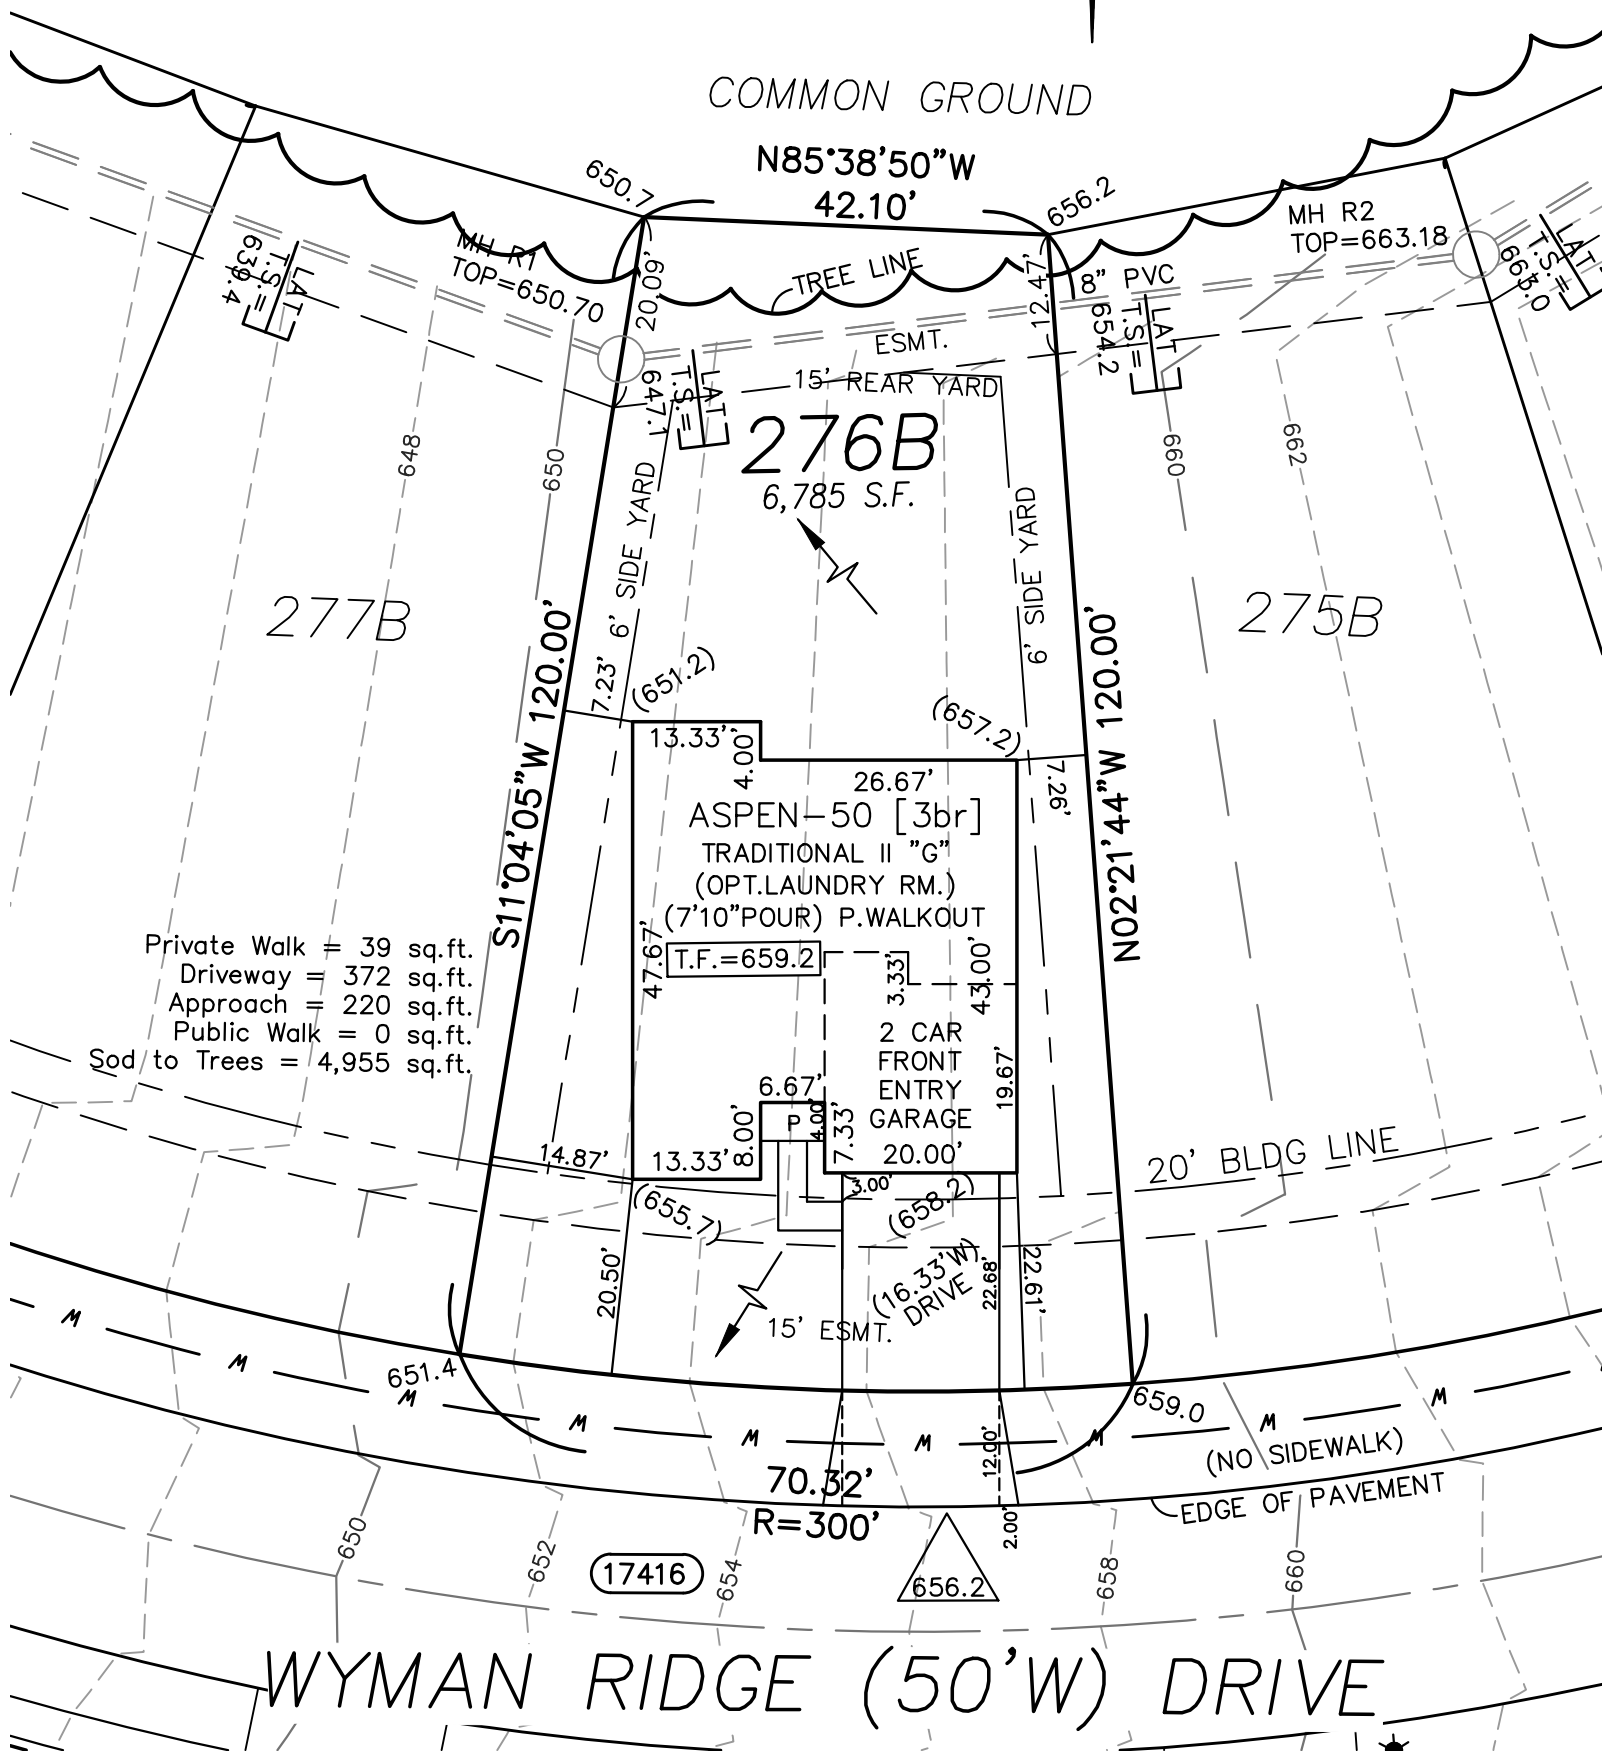 COMMON GROUND
N85°38'50"W
42.10'
650.7
656.2
MH R2
TOP=663.18
MH R1
TOP=650.70
TREE LINE
8" PVC
20.09'
12.47'
LAT
T.S.=
639.4
LAT
T.S.=
647.1
LAT
T.S.=
654.2
LAT
T.S.=
663.0
ESMT.
15' REAR YARD
276B
6,785 S.F.
648
650
660
662
6' SIDE YARD
6' SIDE YARD
277B
275B
7.23'
(651.2)
(657.2)
7.26'
S11°04'05"W 120.00'
N02°21'44"W 120.00'
13.33'
4.00'
26.67'
ASPEN-50 [3br]
TRADITIONAL II "G"
(OPT.LAUNDRY RM.)
(7'10"POUR) P.WALKOUT
T.F.=659.2
47.67'
3.33'
43.00'
Private Walk = 39 sq.ft.
Driveway = 372 sq.ft.
Approach = 220 sq.ft.
Public Walk = 0 sq.ft.
Sod to Trees = 4,955 sq.ft.
2 CAR
FRONT
ENTRY
GARAGE
19.67'
6.67'
P
4.00'
7.33'
8.00'
20.00'
14.87'
13.33'
3.00'
20' BLDG LINE
(655.7)
(658.2)
20.50'
(16.33'W)
DRIVE
22.68'
22.61'
15' ESMT.
651.4
659.0
M
M
M
M
M
M
M
M
M
12.00'
(NO SIDEWALK)
70.32'
R=300'
2.00'
EDGE OF PAVEMENT
650
652
654
658
660
17416
656.2
WYMAN RIDGE (50'W) DRIVE